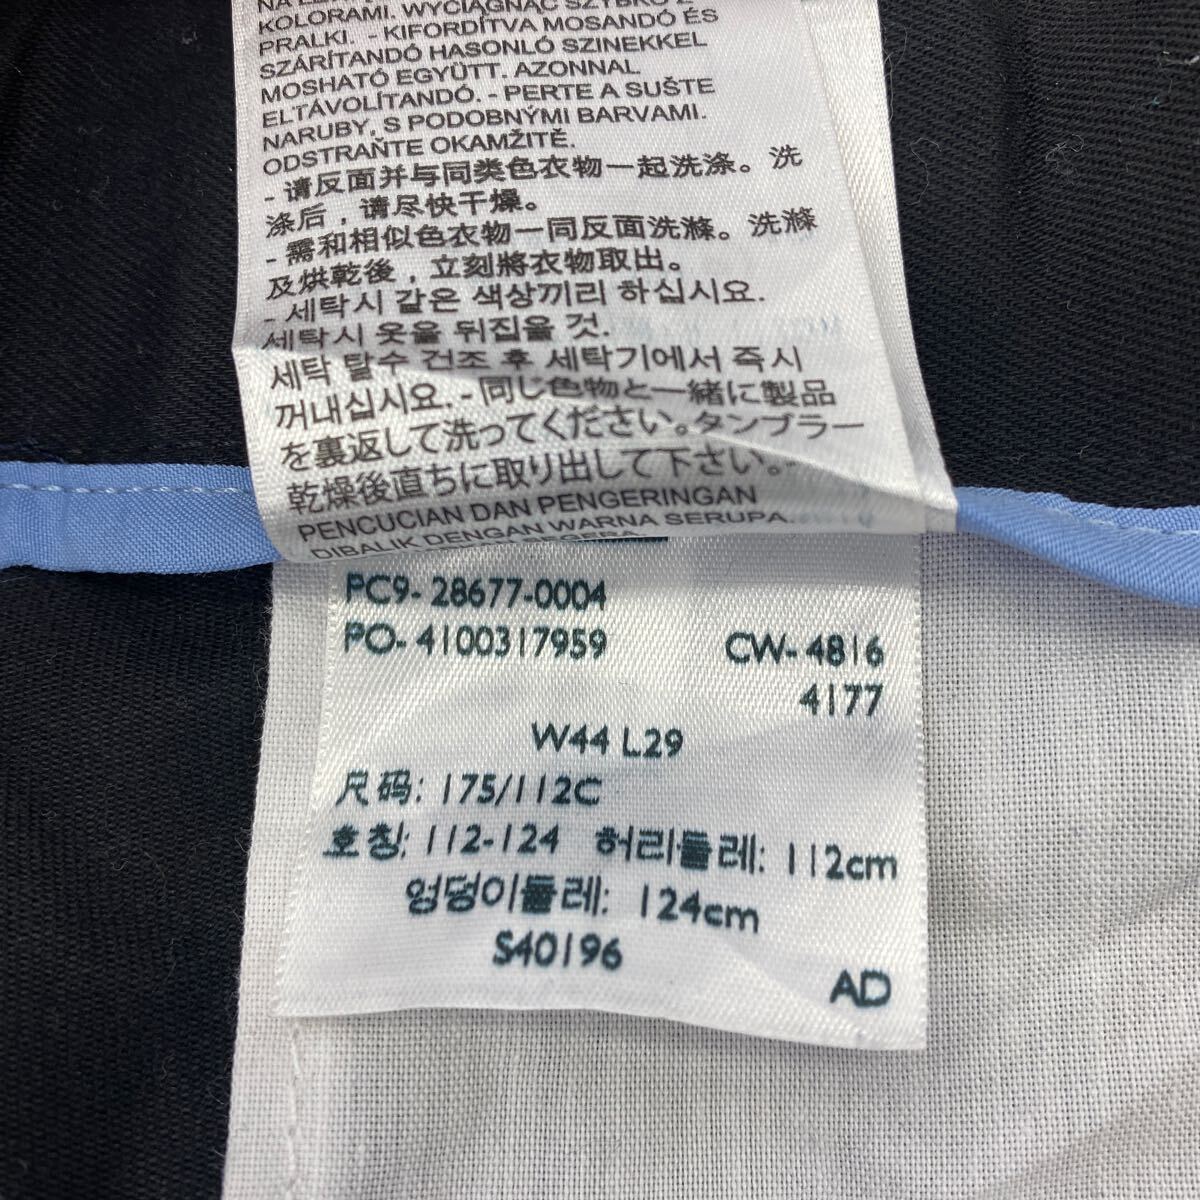 KOLORAMI. WYCIĄGNĄĆ SZYBKO Z
PRALKI. - KIFORDÍTVA MOSANDÓ ÉS
SZÁRÍTANDÓ HASONLÓ SZINEKKEL
MOSHATÓ EGYÜTT. AZONNAL
ELTÁVOLÍTANDÓ. - PERTE A SUŠTE
NARUBY, S PODOBNÝMI BARVAMI.
ODSTRAŇTE OKAMŽITĚ.
- 请反面并与同类色衣物一起洗涤。洗
涤后，请尽快干燥。
- 需和相似色衣物一同反面洗滌。洗滌
及烘乾後，立刻將衣物取出。
- 세탁시 같은 색상끼리 하십시요.
세탁시 옷을 뒤집을 것.
세탁 탈수 건조 후 세탁기에서 즉시
꺼내십시요. - 同じ色物と一緒に製品
を裏返して洗ってください。タンブラー
乾燥後直ちに取り出して下さい。-
PENCUCIAN DAN PENGERINGAN
DIBALIK DENGAN WARNA SERUPA.
PC9- 28677-0004
PO- 4100317959 CW- 4816
4177
W44 L29
尺码: 175/112C
호칭: 112-124 허리둘레: 112cm
엉덩이둘레: 124cm
S40196
AD